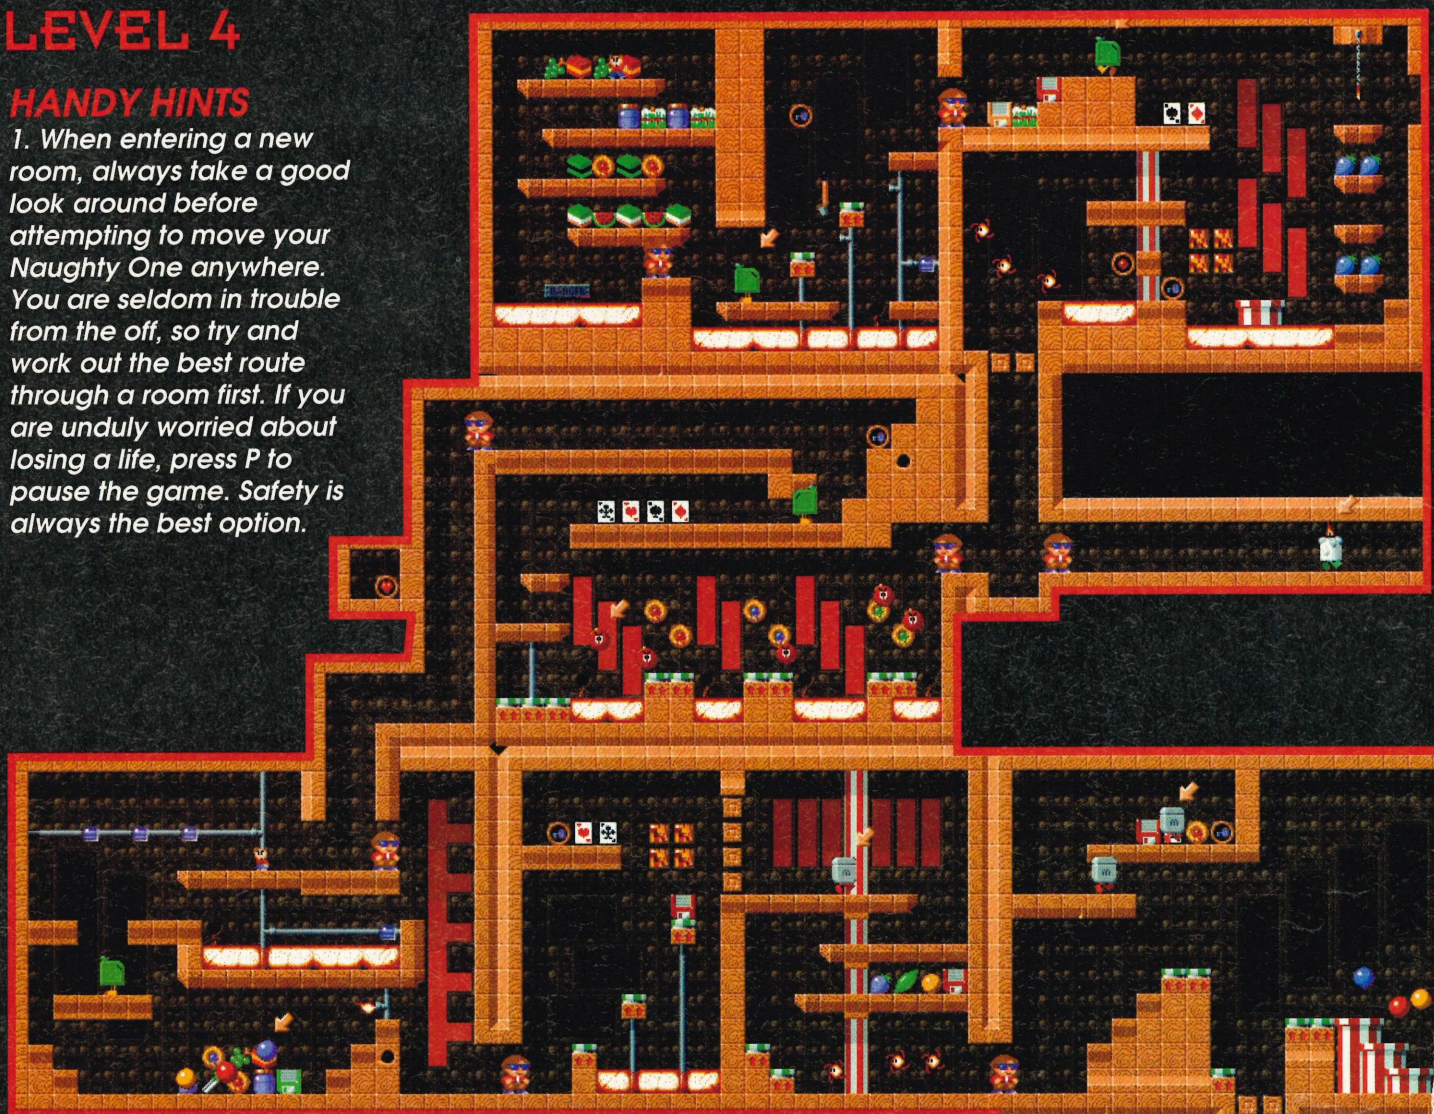 LEVEL 4
HANDY HINTS
1. When entering a new
room, always take a good
look around before
attempting to move your
Naughty One anywhere.
You are seldom in trouble
from the off, so try and
work out the best route
through a room first. If you
are unduly worried about
losing a life, press P to
pause the game. Safety is
always the best option.
DANGER